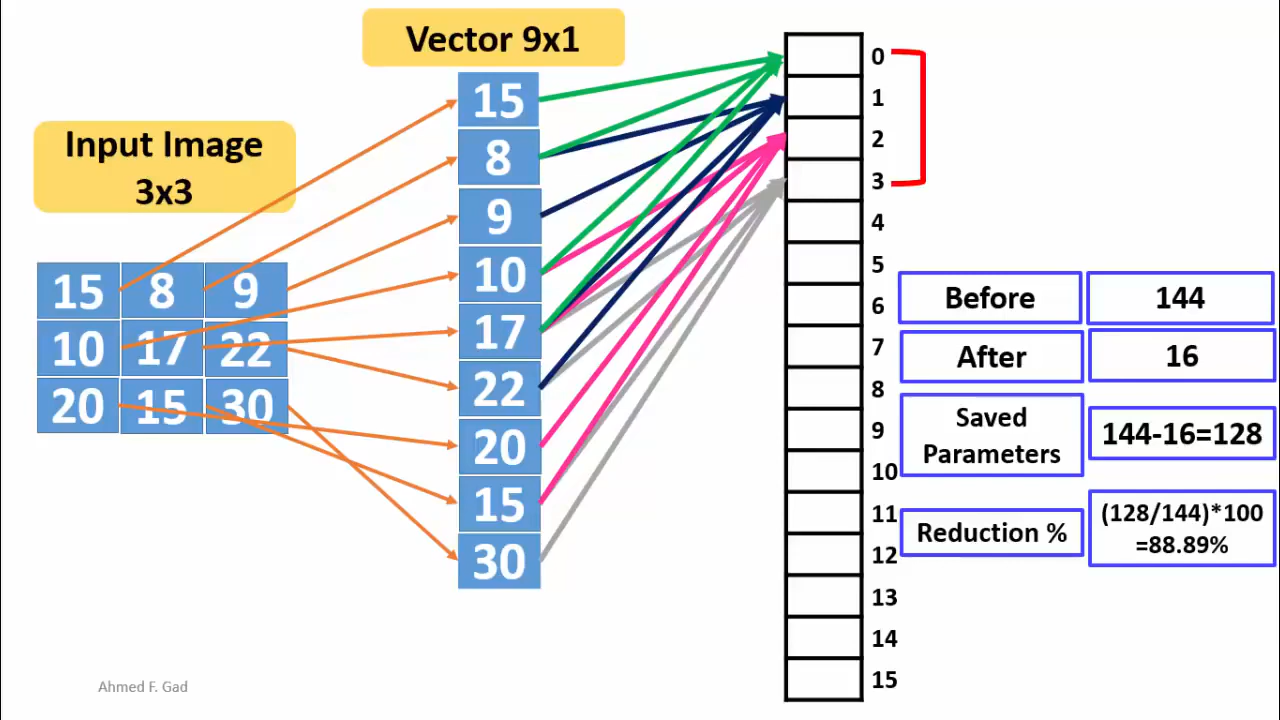 Vector 9x1
Input Image
3x3
15 8 9
10 17 22
20 15 30
15
8
9
10
17
22
20
15
30
0
1
2
3
4
5
6
7
8
9
10
11
12
13
14
15
Before 144
After 16
Saved
Parameters
144-16=128
Reduction %
(128/144)*100
=88.89%
Ahmed F. Gad